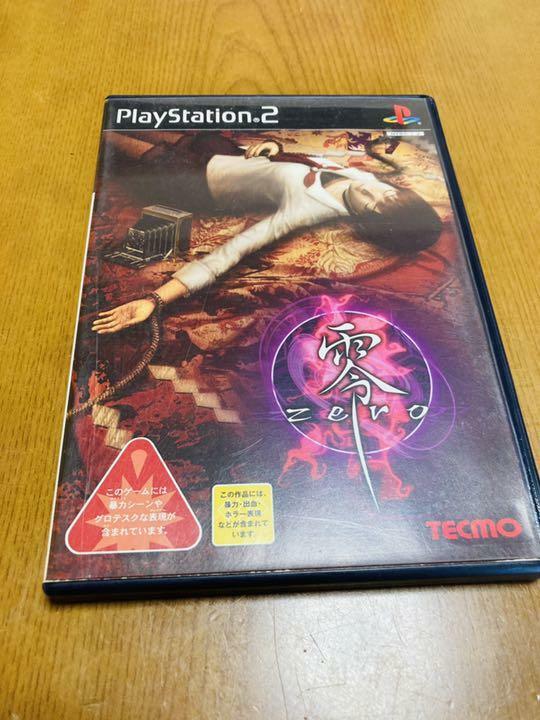 PlayStation.2
零
zero
このゲームには
暴力シーンや
グロテスクな表現が
含まれています。
この作品には、
暴力・出血・
ホラー表現
などが含まれて
います。
TECMO